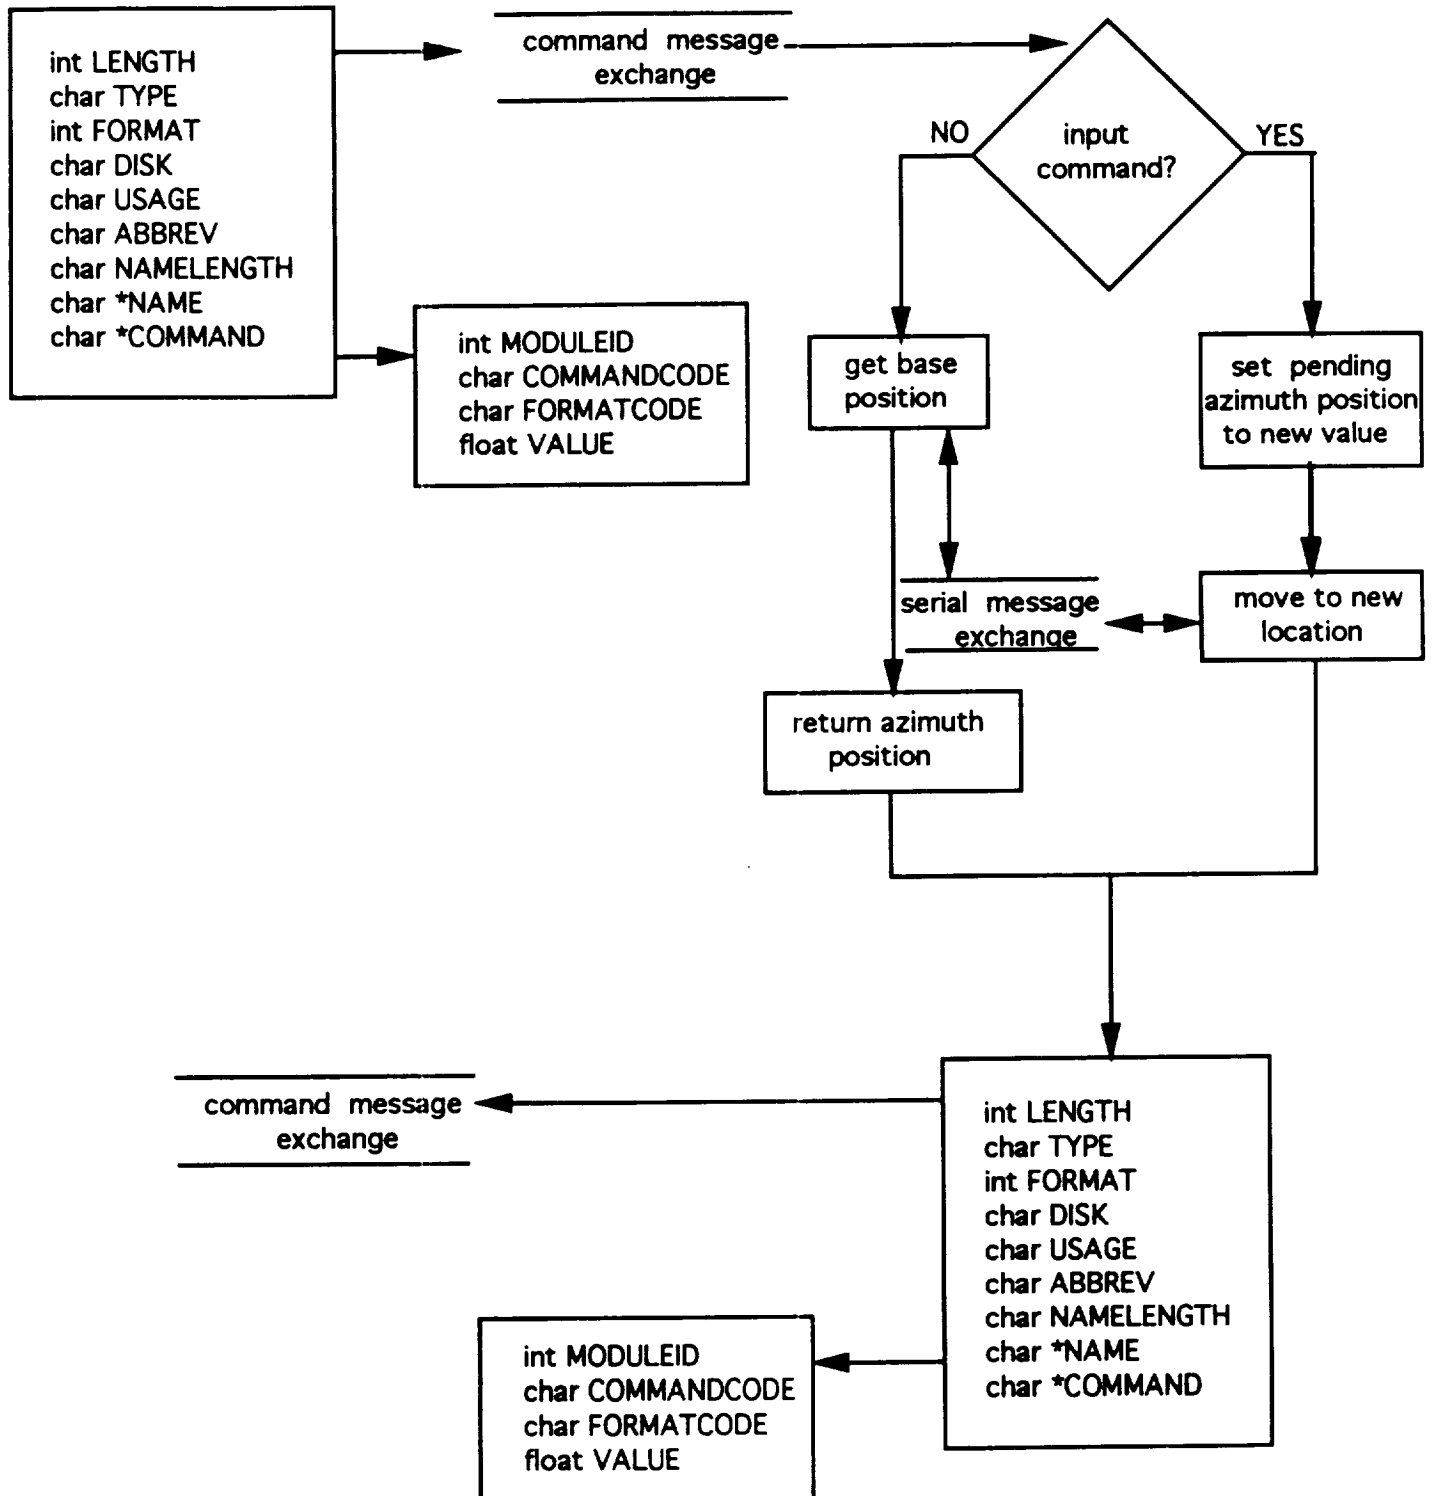 int LENGTH
char TYPE
int FORMAT
char DISK
char USAGE
char ABBREV
char NAMELENGTH
char *NAME
char *COMMAND
command message
exchange
input
command?
NO
YES
int MODULEID
char COMMANDCODE
char FORMATCODE
float VALUE
get base
position
set pending
azimuth position
to new value
serial message
exchange
move to new
location
return azimuth
position
command message
exchange
int LENGTH
char TYPE
int FORMAT
char DISK
char USAGE
char ABBREV
char NAMELENGTH
char *NAME
char *COMMAND
int MODULEID
char COMMANDCODE
char FORMATCODE
float VALUE